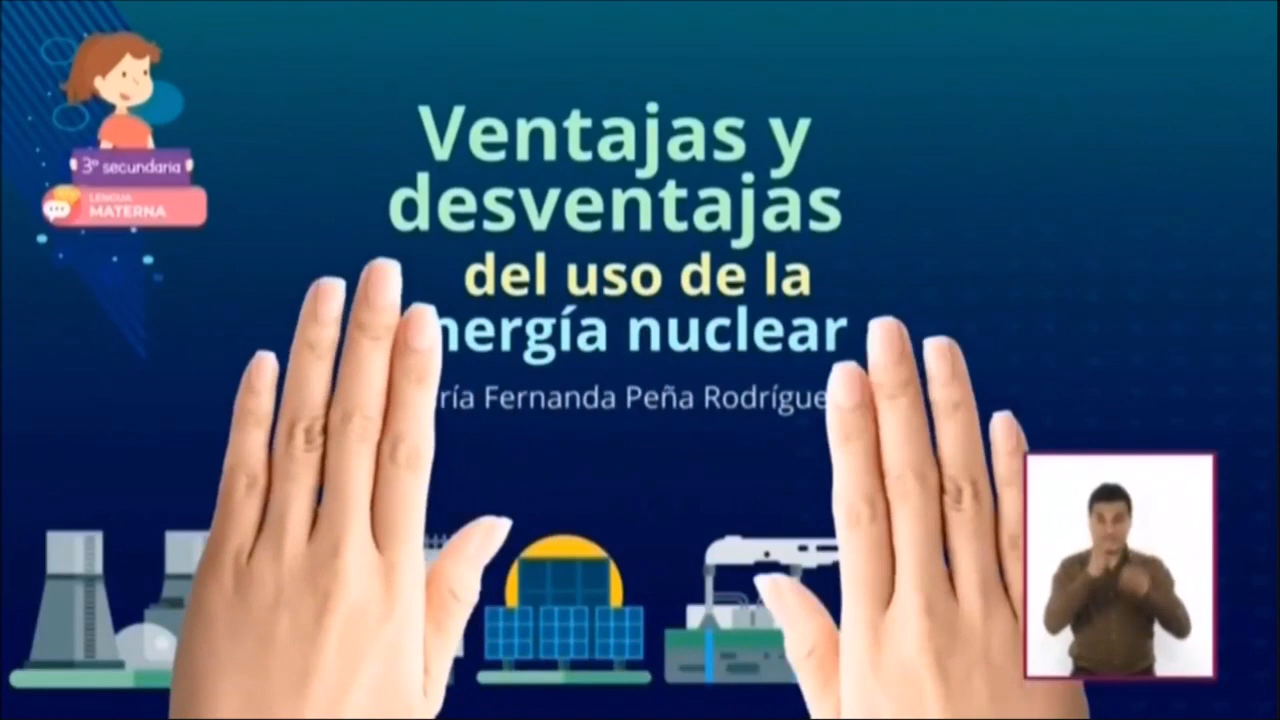 3º secundaria
LENGUA
MATERNA
Ventajas y
desventajas
del uso de la
nergía nuclear
ría Fernanda Peña Rodrígue